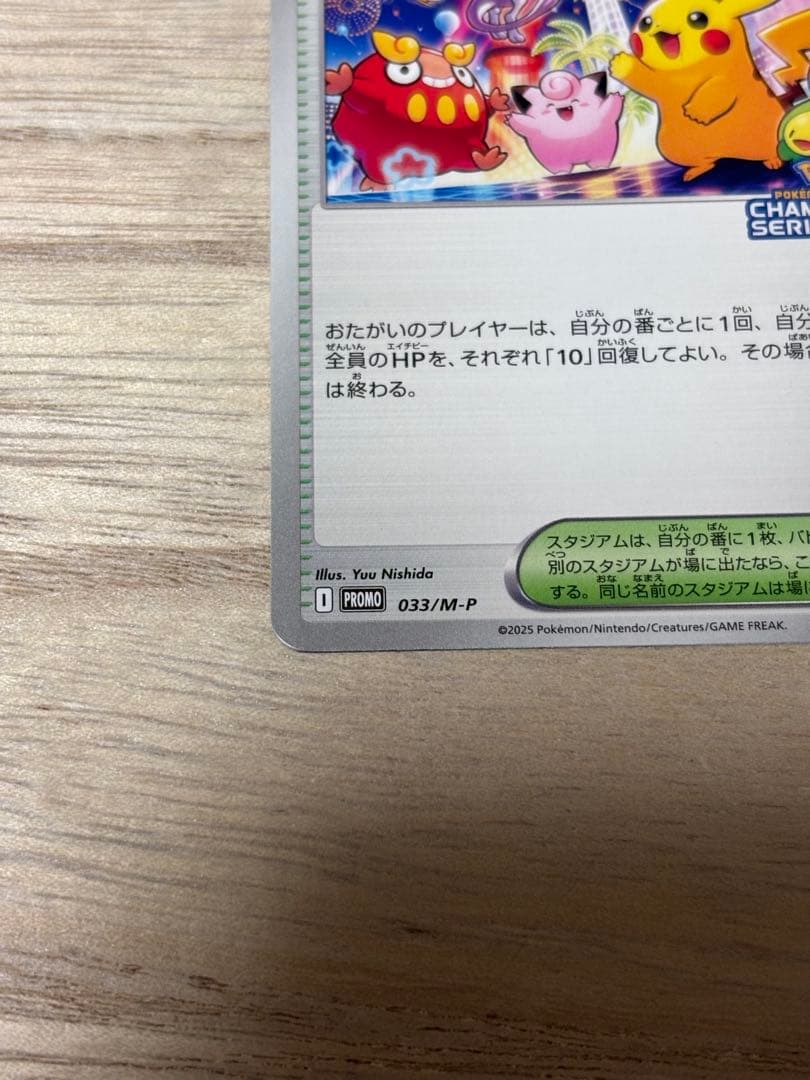 CHAM
SERI
おたがいのプレイヤーは、自分の番ごとに1回、自分
全員のHPを、それぞれ「10」回復してよい。その場合
は終わる。
スタジアムは、自分の番に1枚、バト
別のスタジアムが場に出たなら、こ
する。同じ名前のスタジアムは場に
Illus. Yuu Nishida
I PROMO 033/M-P
©2025 Pokémon/Nintendo/Creatures/GAME FREAK.